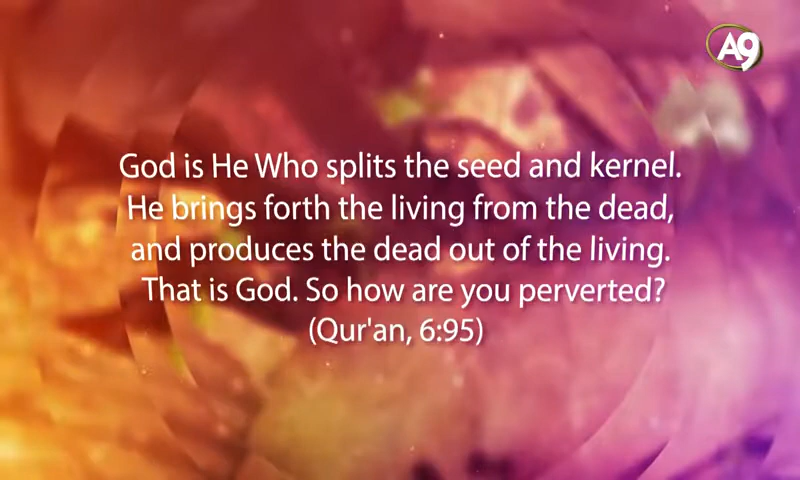 A9
God is He Who splits the seed and kernel.
He brings forth the living from the dead,
and produces the dead out of the living.
That is God. So how are you perverted?
(Qur'an, 6:95)